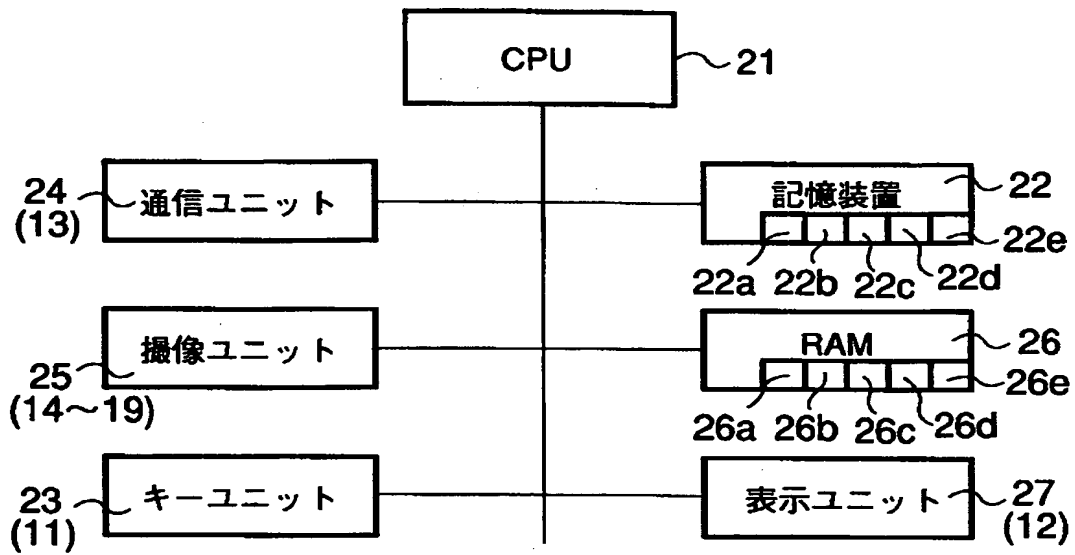 CPU 21
24 通信ユニット
(13)
記憶装置 22
22e
22a 22b 22c 22d
撮像ユニット
25
(14〜19)
RAM 26
26e
26a 26b 26c 26d
23 キーユニット
(11)
表示ユニット 27
(12)